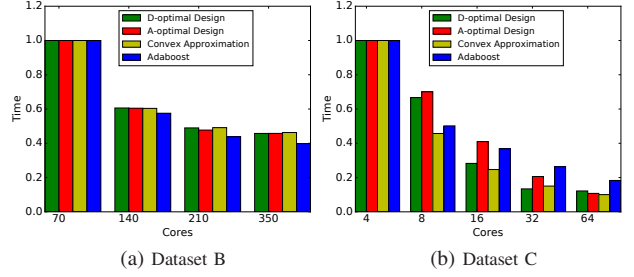 1.2
1.0
0.8
0.6
0.4
0.2
0.0
Time
D-optimal Design
A-optimal Design
Convex Approximation
Adaboost
70 140 210 350
Cores
(a) Dataset B
1.2
1.0
0.8
0.6
0.4
0.2
0.0
Time
D-optimal Design
A-optimal Design
Convex Approximation
Adaboost
4 8 16 32 64
Cores
(b) Dataset C